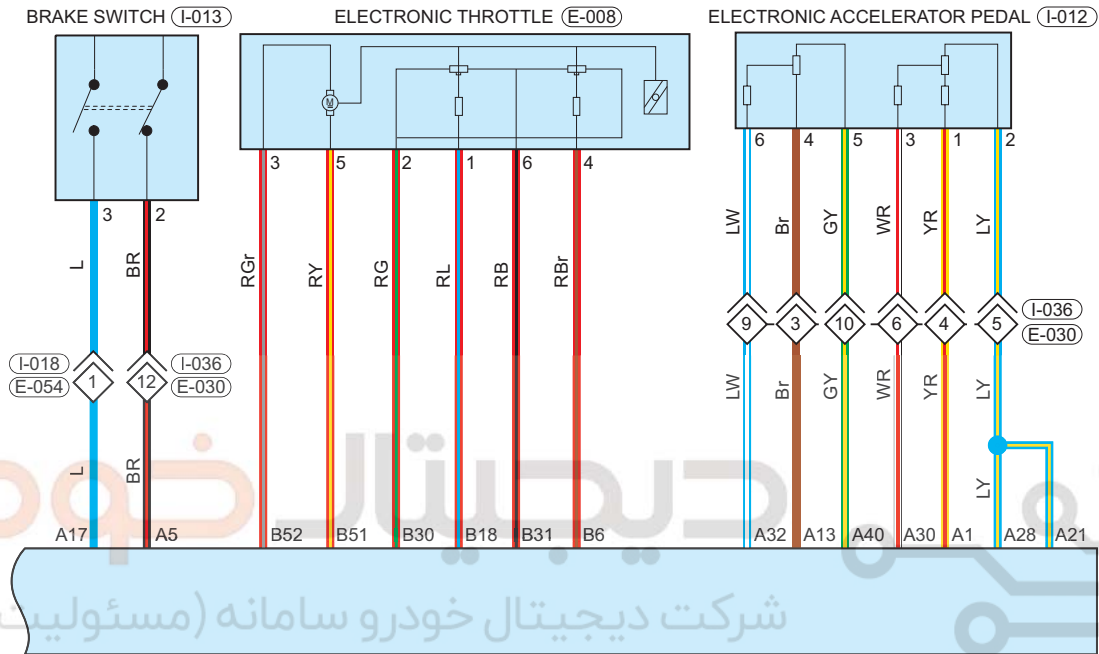 BRAKE SWITCH I-013
ELECTRONIC THROTTLE E-008
ELECTRONIC ACCELERATOR PEDAL I-012
M
3 2
3 5 2 1 6 4
6 4 5 3 1 2
L BR
RGr RY RG RL RB RBr
LW Br GY WR YR LY
9 3 10 6 4 5
I-036
E-030
I-018
E-054
1 12
I-036
E-030
LW Br GY WR YR LY
L BR
LY
دیجیتال خودرو
A17 A5 B52 B51 B30 B18 B31 B6 A32 A13 A40 A30 A1 A28 A21
شرکت دیجیتال خودرو سامانه (مسئولیت